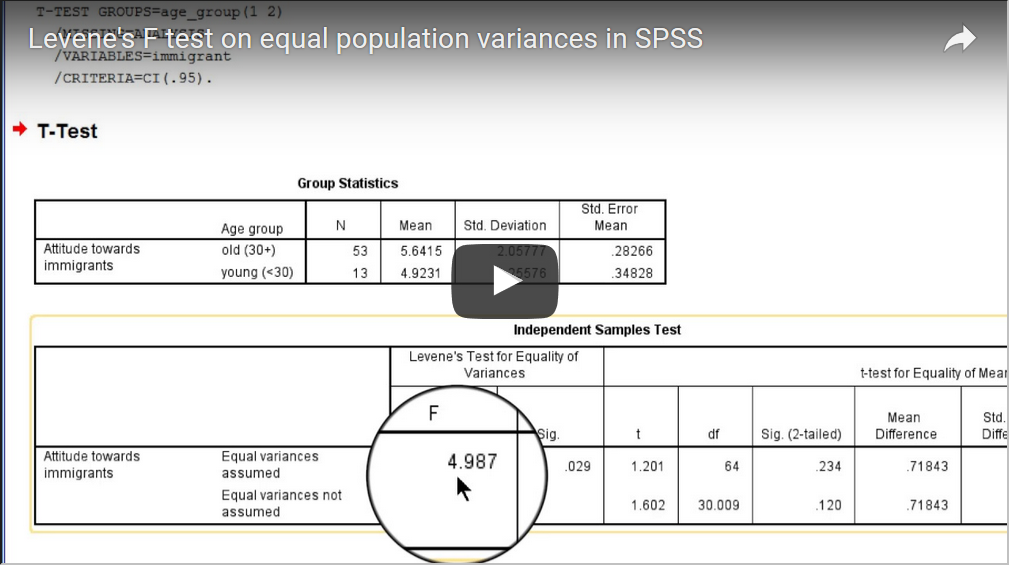 T-TEST GROUPS=age_group(1 2)
Levene's F test on equal population variances in SPSS
/VARIABLES=immigrant
/CRITERIA=CI(.95).
T-Test
Group Statistics
Age group N Mean Std. Deviation Std. Error Mean
Attitude towards immigrants old (30+) 53 5.6415 2.05777 .28266
young (<30) 13 4.9231 .34828
Independent Samples Test
Levene's Test for Equality of Variances t-test for Equality of
F Sig. t df Sig. (2-tailed) Mean Difference Std.
Attitude towards immigrants Equal variances assumed 4.987 .029 1.201 64 .234 .71843
Equal variances not assumed 1.602 30.009 .120 .71843